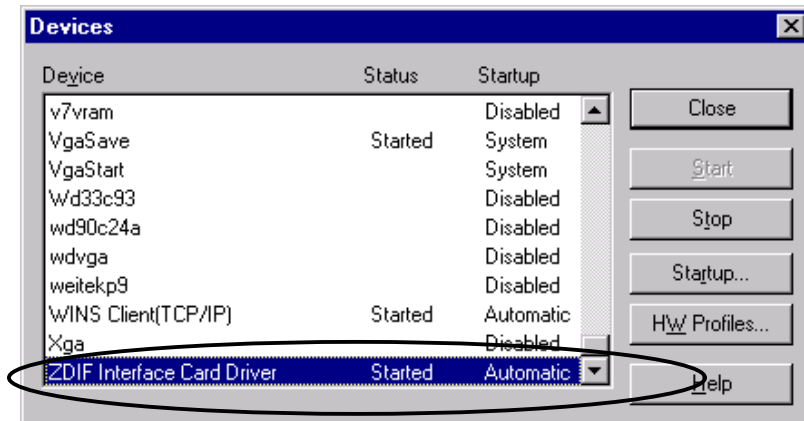 Devices
Device Status Startup
v7vram Disabled
VgaSave Started System
VgaStart System
Wd33c93 Disabled
wd90c24a Disabled
wdvga Disabled
weitekp9 Disabled
WINS Client(TCP/IP) Started Automatic
Xga Disabled
ZDIF Interface Card Driver Started Automatic
Close
Start
Stop
Startup...
HW Profiles...
Help